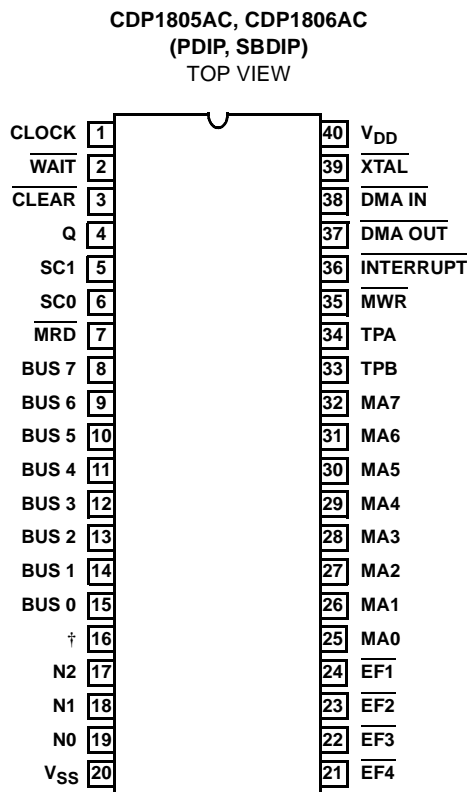 CDP1805AC, CDP1806AC
(PDIP, SBDIP)
TOP VIEW
CLOCK 1 40 VDD
WAIT 2 39 XTAL
CLEAR 3 38 DMA IN
Q 4 37 DMA OUT
SC1 5 36 INTERRUPT
SC0 6 35 MWR
MRD 7 34 TPA
BUS 7 8 33 TPB
BUS 6 9 32 MA7
BUS 5 10 31 MA6
BUS 4 11 30 MA5
BUS 3 12 29 MA4
BUS 2 13 28 MA3
BUS 1 14 27 MA2
BUS 0 15 26 MA1
† 16 25 MA0
N2 17 24 EF1
N1 18 23 EF2
N0 19 22 EF3
VSS 20 21 EF4